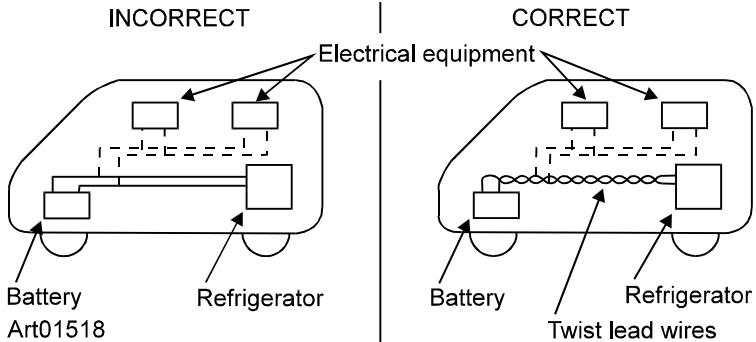 INCORRECT
CORRECT
Electrical equipment
Battery
Refrigerator
Art01518
Battery
Refrigerator
Twist lead wires